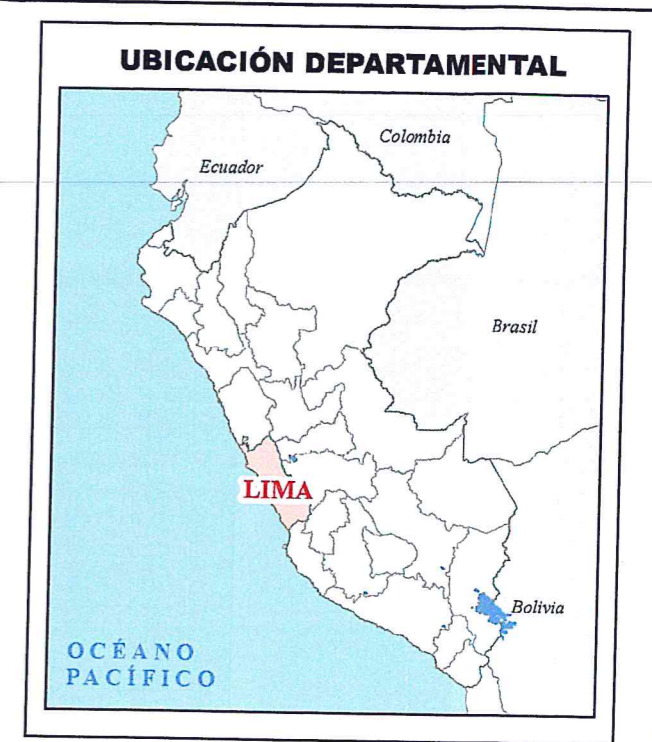 UBICACIÓN DEPARTAMENTAL
Colombia
Ecuador
Brasil
LIMA
Bolivia
OCÉANO
PACÍFICO